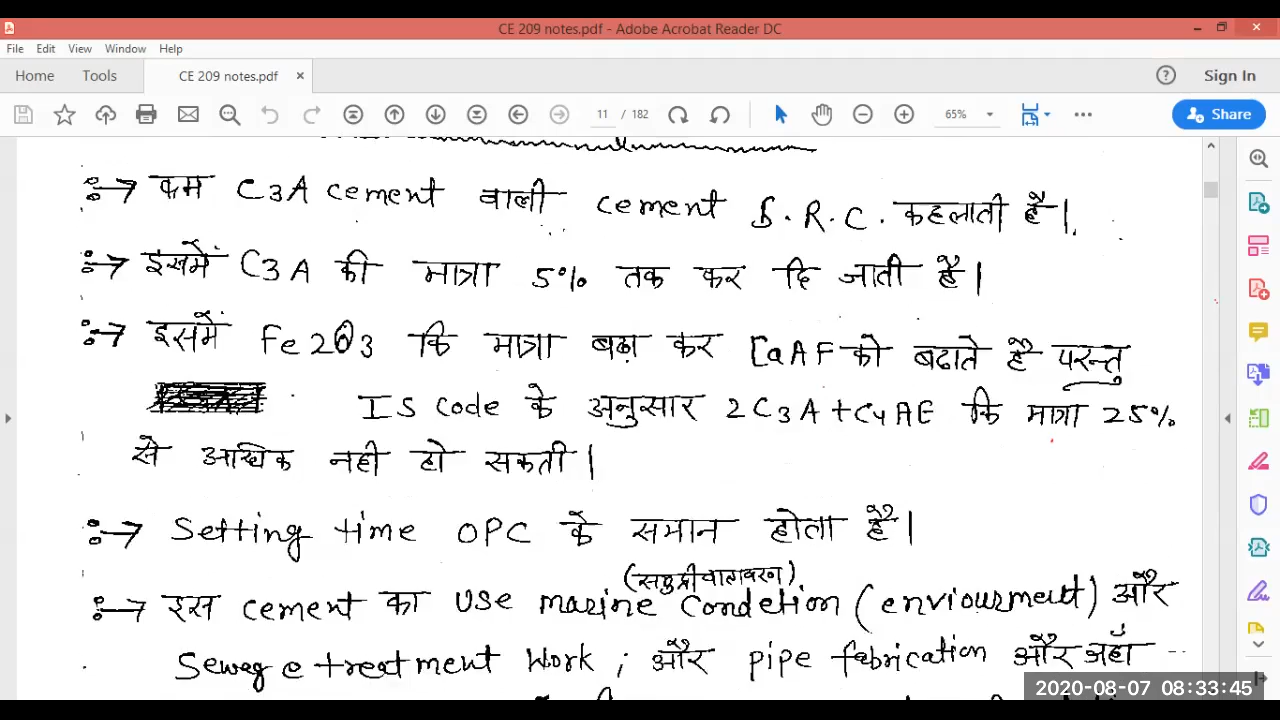 CE 209 notes.pdf - Adobe Acrobat Reader DC
File Edit View Window Help
Home Tools CE 209 notes.pdf × Sign In
11 / 182 65% Share
कम C3A cement वाली cement S.R.C. कहलाती है।
इसमें C3A की मात्रा 5% तक कर दि जाती है।
इसमें Fe2O3 कि मात्रा बढा कर CaAF को बढाते है परन्तु
IS Code के अनुसार 2C3A+C4AE कि मात्रा 25%
से अधिक नही हो सकती।
Setting time OPC के समान होता है।
(समुद्री वातावरण)
इस cement का use marine condetion (enviourment) और
Seweg e treatment work ; और pipe fabrication और जहाँ
2020-08-07 08:33:45